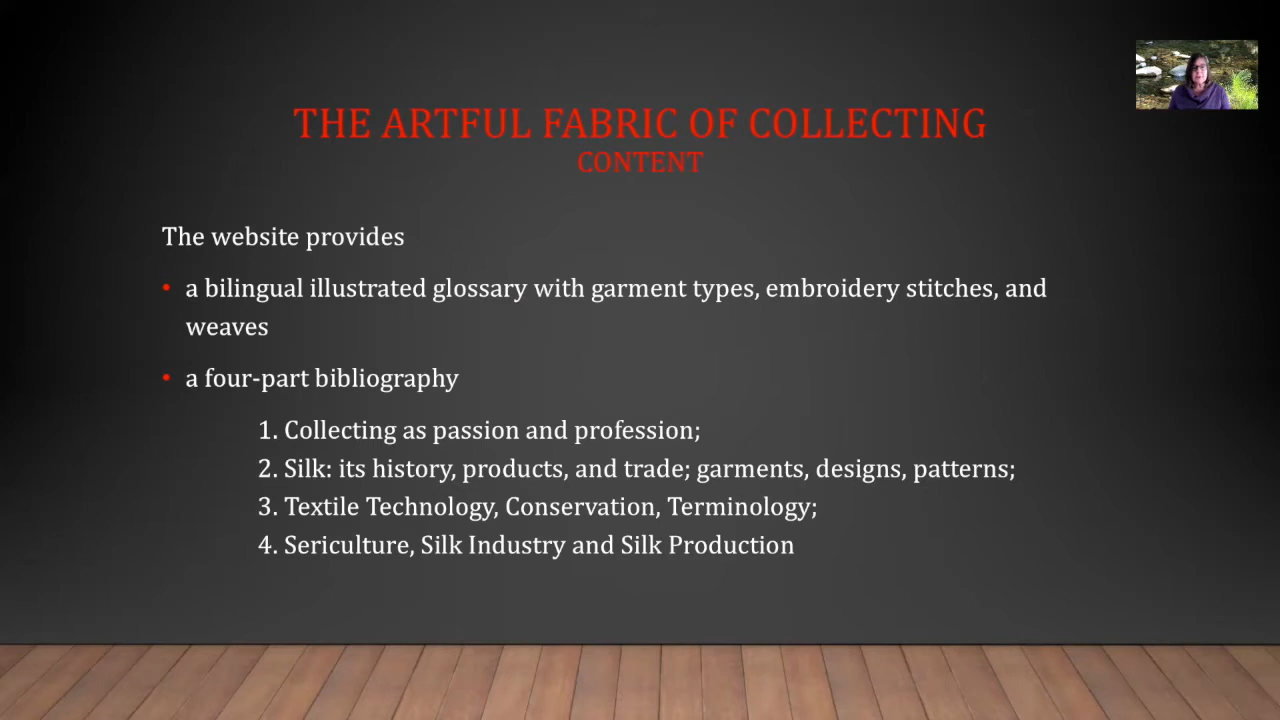 THE ARTFUL FABRIC OF COLLECTING
CONTENT
The website provides
• a bilingual illustrated glossary with garment types, embroidery stitches, and
weaves
• a four-part bibliography
1. Collecting as passion and profession;
2. Silk: its history, products, and trade; garments, designs, patterns;
3. Textile Technology, Conservation, Terminology;
4. Sericulture, Silk Industry and Silk Production